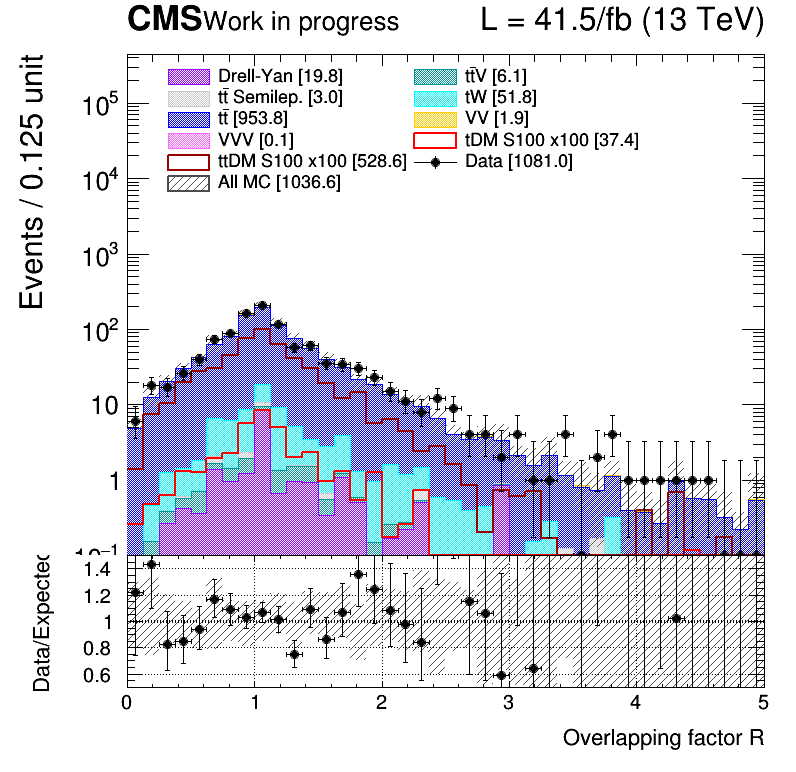 CMS Work in progress L = 41.5/fb (13 TeV)
Events / 0.125 unit
Drell-Yan [19.8] tt̄V [6.1]
tt̄ Semilep. [3.0] tW [51.8]
tt̄ [953.8] VV [1.9]
VVV [0.1] tDM S100 x100 [37.4]
ttDM S100 x100 [528.6] Data [1081.0]
All MC [1036.6]
10⁵
10⁴
10³
10²
10
1
10⁻¹
Data/Expected
1.4
1.2
1
0.8
0.6
0 1 2 3 4 5
Overlapping factor R